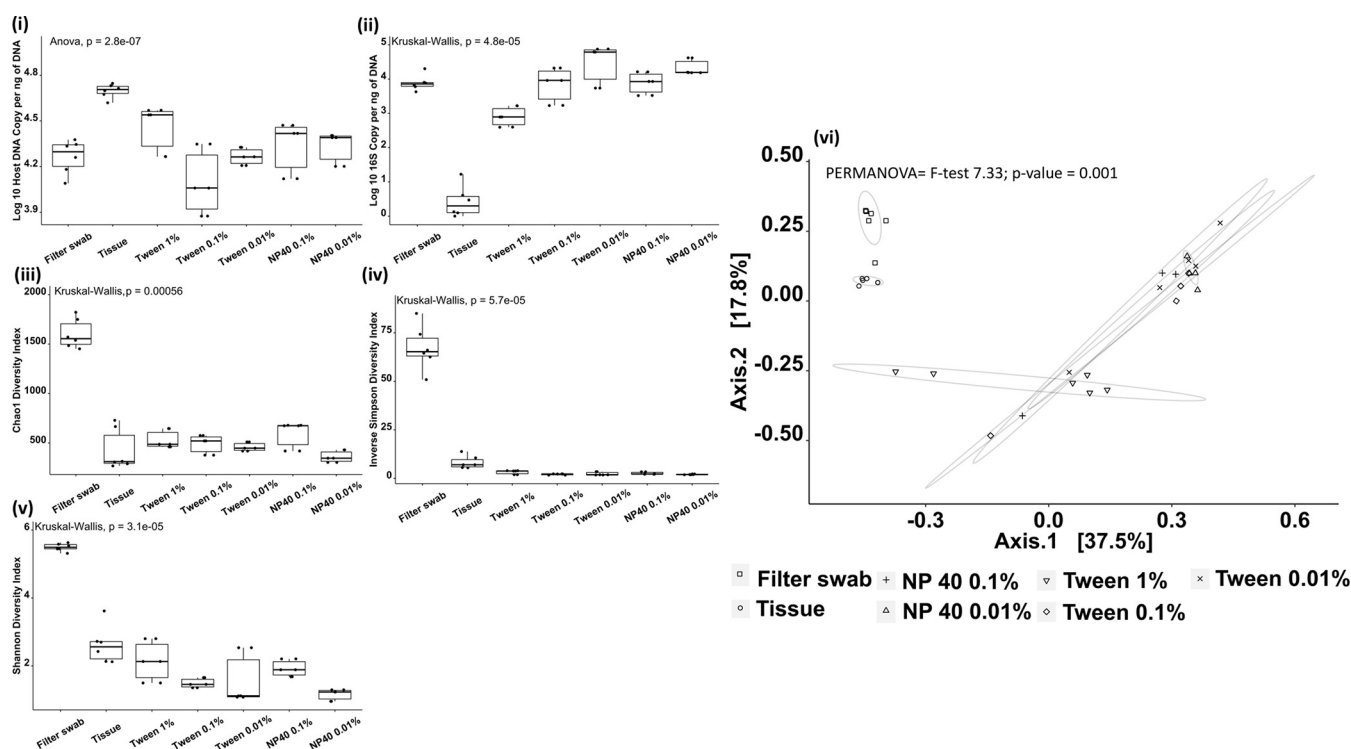 (i)
Anova, p = 2.8e-07
Log 10 Host DNA Copy per ng of DNA
4.8
4.5
4.2
3.9
Filter swab
Tissue
Tween 1%
Tween 0.1%
Tween 0.01%
NP40 0.1%
NP40 0.01%
(ii)
Kruskal-Wallis, p = 4.8e-05
Log 10 16S Copy per ng of DNA
5
4
3
2
1
0
Filter swab
Tissue
Tween 1%
Tween 0.1%
Tween 0.01%
NP40 0.1%
NP40 0.01%
(iii)
Kruskal-Wallis, p = 0.00056
Chao1 Diversity Index
2000
1500
1000
500
Filter swab
Tissue
Tween 1%
Tween 0.1%
Tween 0.01%
NP40 0.1%
NP40 0.01%
(iv)
Kruskal-Wallis, p = 5.7e-05
Inverse Simpson Diversity Index
75
50
25
0
Filter swab
Tissue
Tween 1%
Tween 0.1%
Tween 0.01%
NP40 0.1%
NP40 0.01%
(v)
Kruskal-Wallis, p = 3.1e-05
Shannon Diversity Index
6
4
2
Filter swab
Tissue
Tween 1%
Tween 0.1%
Tween 0.01%
NP40 0.1%
NP40 0.01%
(vi)
PERMANOVA= F-test 7.33; p-value = 0.001
Axis.2 [17.8%]
0.50
0.25
0.00
-0.25
-0.50
-0.3
0.0
0.3
0.6
Axis.1 [37.5%]
Filter swab
NP 40 0.1%
Tween 1%
Tween 0.01%
Tissue
NP 40 0.01%
Tween 0.1%